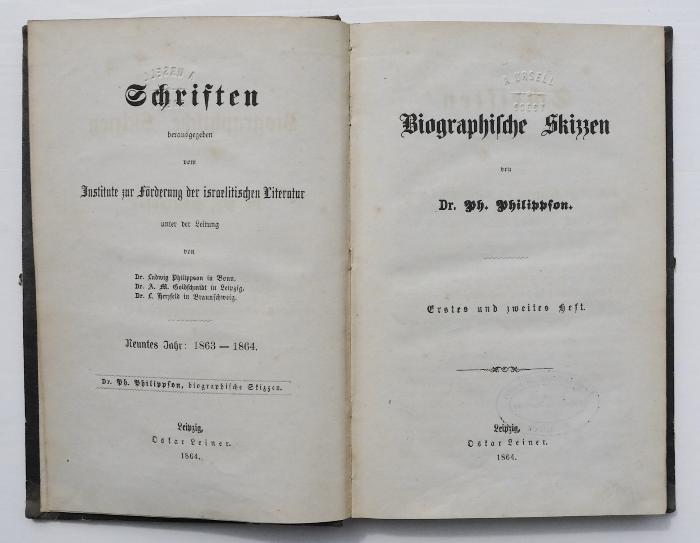 Schriften
herausgegeben
vom
Institute zur Förderung der israelitischen Literatur
unter der Leitung
von
Dr. Ludwig Philippson in Bonn.
Dr. A. M. Goldschmidt in Leipzig.
Dr. L. Herzfeld in Braunschweig.
Neuntes Jahr: 1863 — 1864.
Dr. Ph. Philippson, biographische Skizzen.
Leipzig,
Oskar Leiner.
1864.
A URSELL
Biographische Skizzen
von
Dr. Ph. Philippson.
Erstes und zweites Heft.
Leipzig,
Oskar Leiner.
1864.